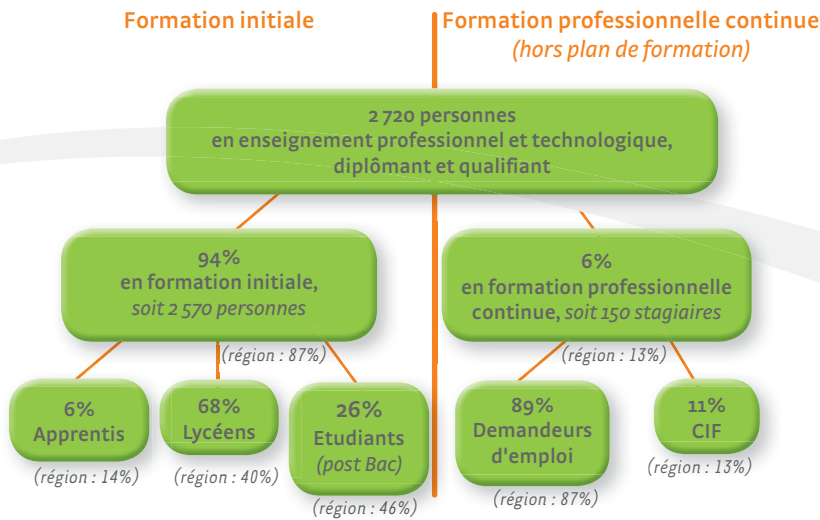 Formation initiale
Formation professionnelle continue
(hors plan de formation)
2 720 personnes
en enseignement professionnel et technologique,
diplômant et qualifiant
94%
en formation initiale,
soit 2 570 personnes
(région : 87%)
6%
en formation professionnelle
continue, soit 150 stagiaires
(région : 13%)
6%
Apprentis
(région : 14%)
68%
Lycéens
(région : 40%)
26%
Etudiants
(post Bac)
(région : 46%)
89%
Demandeurs
d'emploi
(région : 87%)
11%
CIF
(région : 13%)